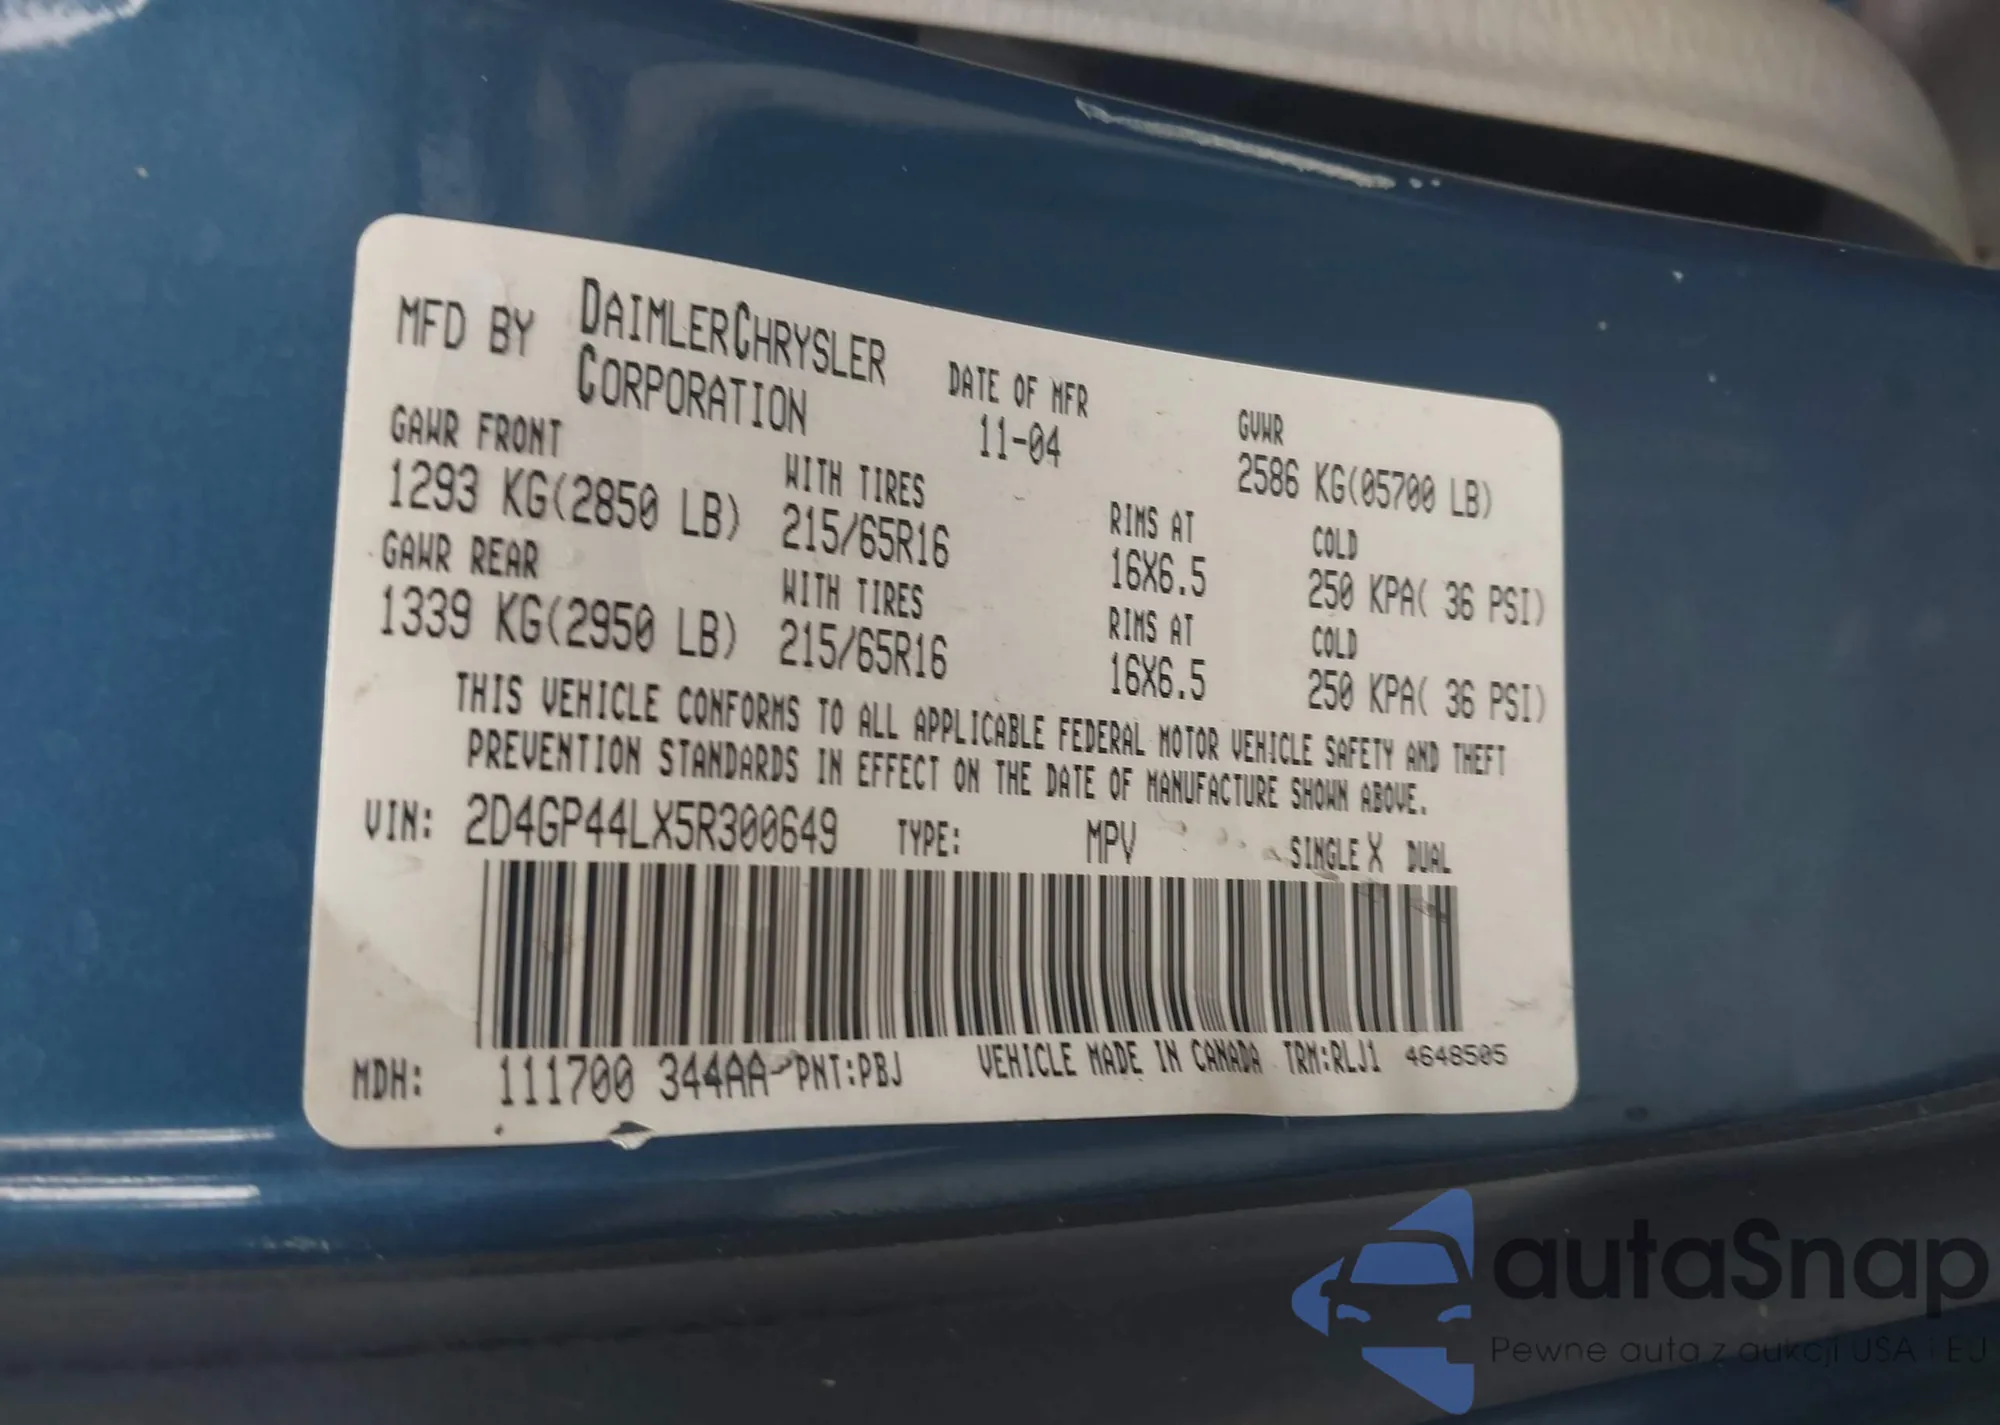 MFD BY DAIMLERCHRYSLER CORPORATION DATE OF MFR 11-04 GVWR 2586 KG(05700 LB)
GAWR FRONT WITH TIRES RIMS AT COLD
1293 KG(2850 LB) 215/65R16 16X6.5 250 KPA( 36 PSI)
GAWR REAR WITH TIRES RIMS AT COLD
1339 KG(2950 LB) 215/65R16 16X6.5 250 KPA( 36 PSI)
THIS VEHICLE CONFORMS TO ALL APPLICABLE FEDERAL MOTOR VEHICLE SAFETY AND THEFT
PREVENTION STANDARDS IN EFFECT ON THE DATE OF MANUFACTURE SHOWN ABOVE.
VIN: 2D4GP44LX5R300649 TYPE: MPV SINGLE X DUAL
MDH: 111700 344AA PNT:PBJ VEHICLE MADE IN CANADA TRM:RLJ1 4648505
autaSnap
Pewne auta z aukcji USA i EU